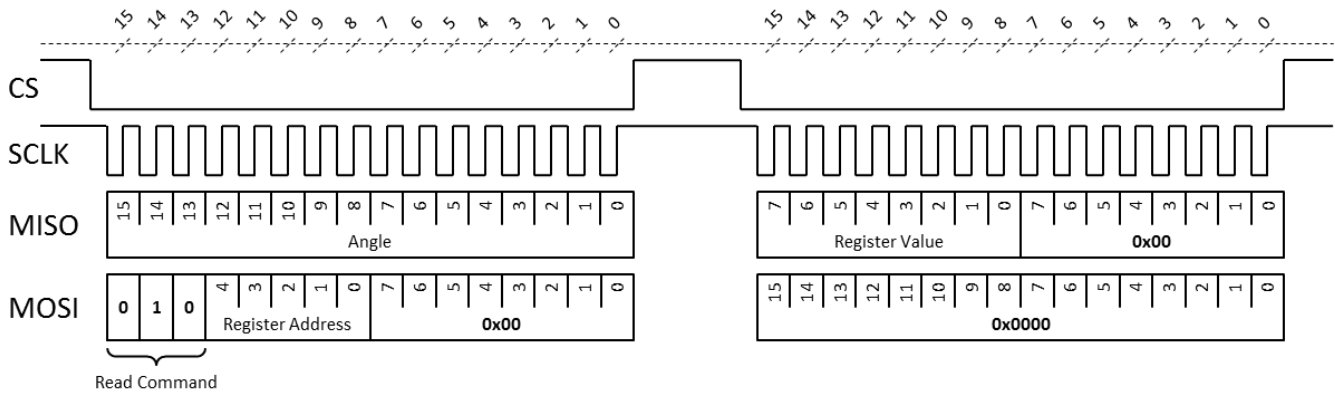 15 14 13 12 11 10 9 8 7 6 5 4 3 2 1 0 15 14 13 12 11 10 9 8 7 6 5 4 3 2 1 0
CS
SCLK
MISO 15 14 13 12 11 10 9 8 7 6 5 4 3 2 1 0 7 6 5 4 3 2 1 0 7 6 5 4 3 2 1 0
Angle Register Value 0x00
MOSI 0 1 0 4 3 2 1 0 7 6 5 4 3 2 1 0 15 14 13 12 11 10 9 8 7 6 5 4 3 2 1 0
Register Address 0x00 0x0000
Read Command